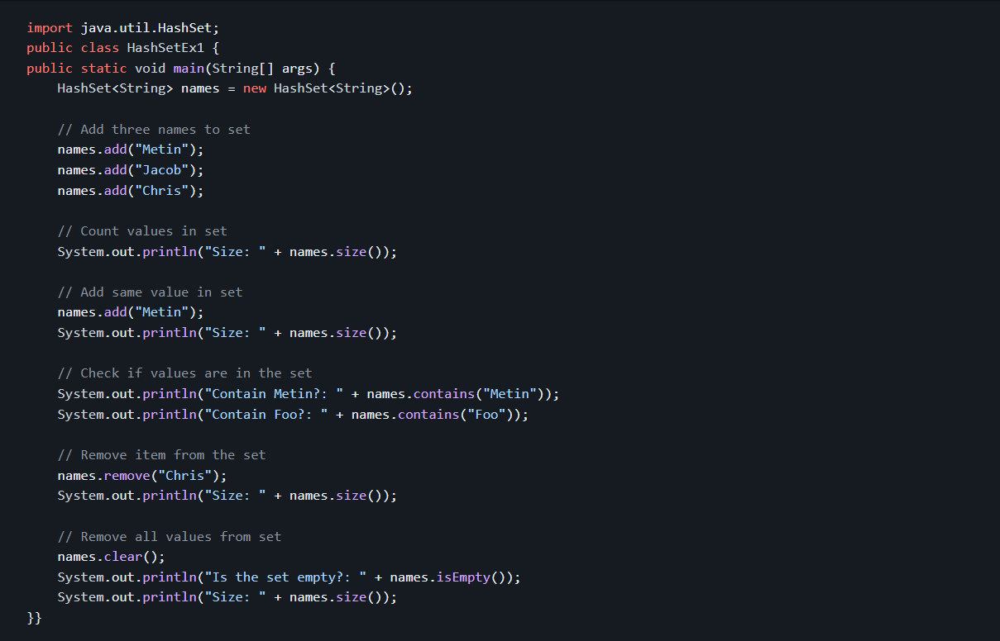 import java.util.HashSet;
public class HashSetEx1 {
public static void main(String[] args) {
    HashSet<String> names = new HashSet<String>();

    // Add three names to set
    names.add("Metin");
    names.add("Jacob");
    names.add("Chris");

    // Count values in set
    System.out.println("Size: " + names.size());

    // Add same value in set
    names.add("Metin");
    System.out.println("Size: " + names.size());

    // Check if values are in the set
    System.out.println("Contain Metin?: " + names.contains("Metin"));
    System.out.println("Contain Foo?: " + names.contains("Foo"));

    // Remove item from the set
    names.remove("Chris");
    System.out.println("Size: " + names.size());

    // Remove all values from set
    names.clear();
    System.out.println("Is the set empty?: " + names.isEmpty());
    System.out.println("Size: " + names.size());
}}